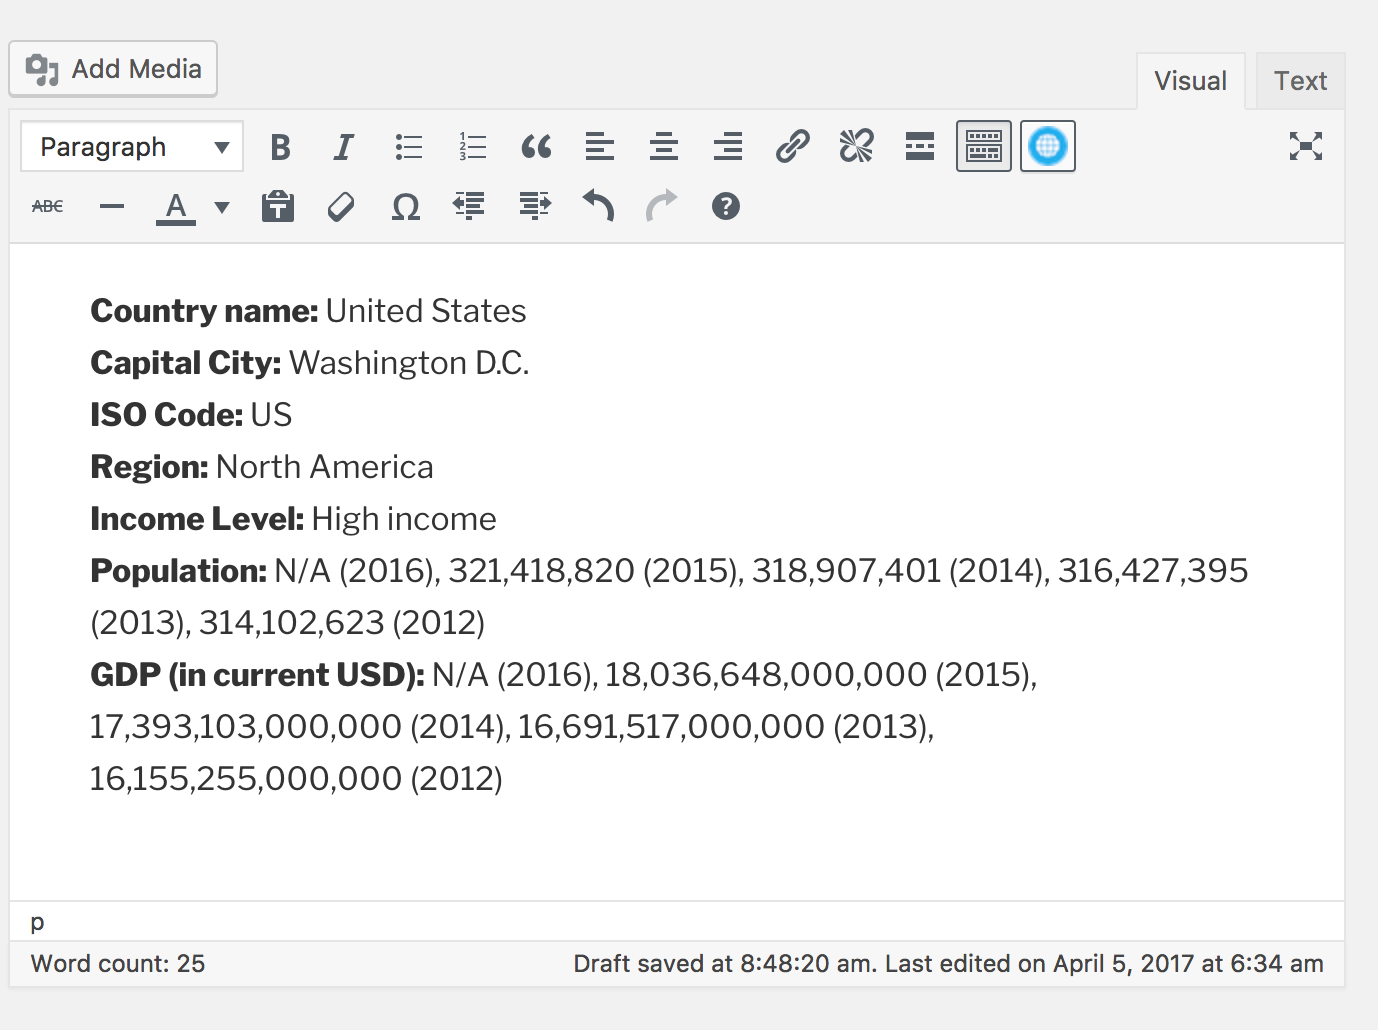 Add Media
Visual Text
Paragraph B I
1
2
3
ABC A T Ω ?
Country name: United States
Capital City: Washington D.C.
ISO Code: US
Region: North America
Income Level: High income
Population: N/A (2016), 321,418,820 (2015), 318,907,401 (2014), 316,427,395
(2013), 314,102,623 (2012)
GDP (in current USD): N/A (2016), 18,036,648,000,000 (2015),
17,393,103,000,000 (2014), 16,691,517,000,000 (2013),
16,155,255,000,000 (2012)
p
Word count: 25 Draft saved at 8:48:20 am. Last edited on April 5, 2017 at 6:34 am